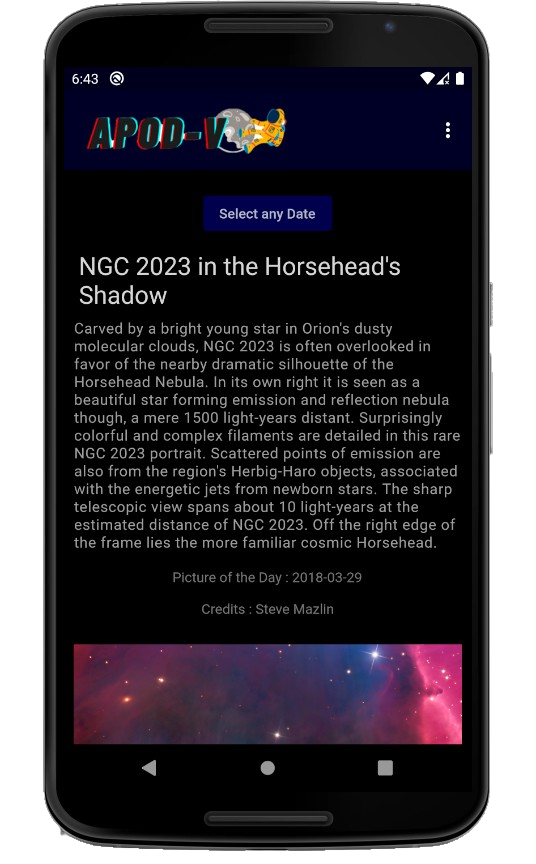 6:43
APOD-V
Select any Date
NGC 2023 in the Horsehead's
Shadow
Carved by a bright young star in Orion's dusty
molecular clouds, NGC 2023 is often overlooked in
favor of the nearby dramatic silhouette of the
Horsehead Nebula. In its own right it is seen as a
beautiful star forming emission and reflection nebula
though, a mere 1500 light-years distant. Surprisingly
colorful and complex filaments are detailed in this rare
NGC 2023 portrait. Scattered points of emission are
also from the region's Herbig-Haro objects, associated
with the energetic jets from newborn stars. The sharp
telescopic view spans about 10 light-years at the
estimated distance of NGC 2023. Off the right edge of
the frame lies the more familiar cosmic Horsehead.
Picture of the Day : 2018-03-29
Credits : Steve Mazlin